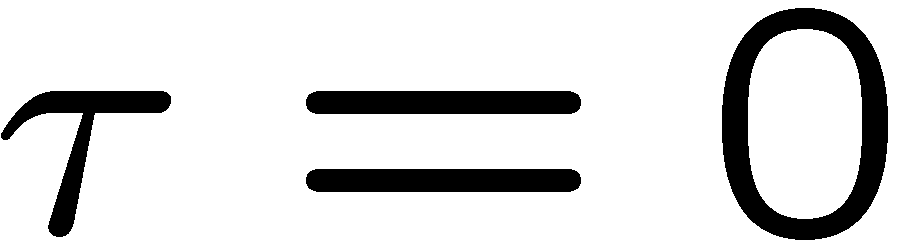 τ = 0